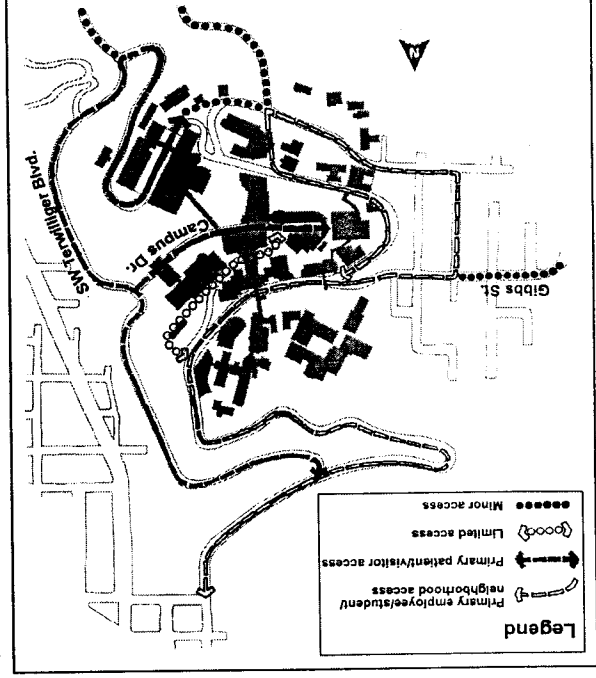 Legend
Primary employee/student/
neighborhood access
Primary patient/visitor access
Limited access
Minor access
Gibbs St.
Campus Dr.
SW Terwilliger Blvd.
N